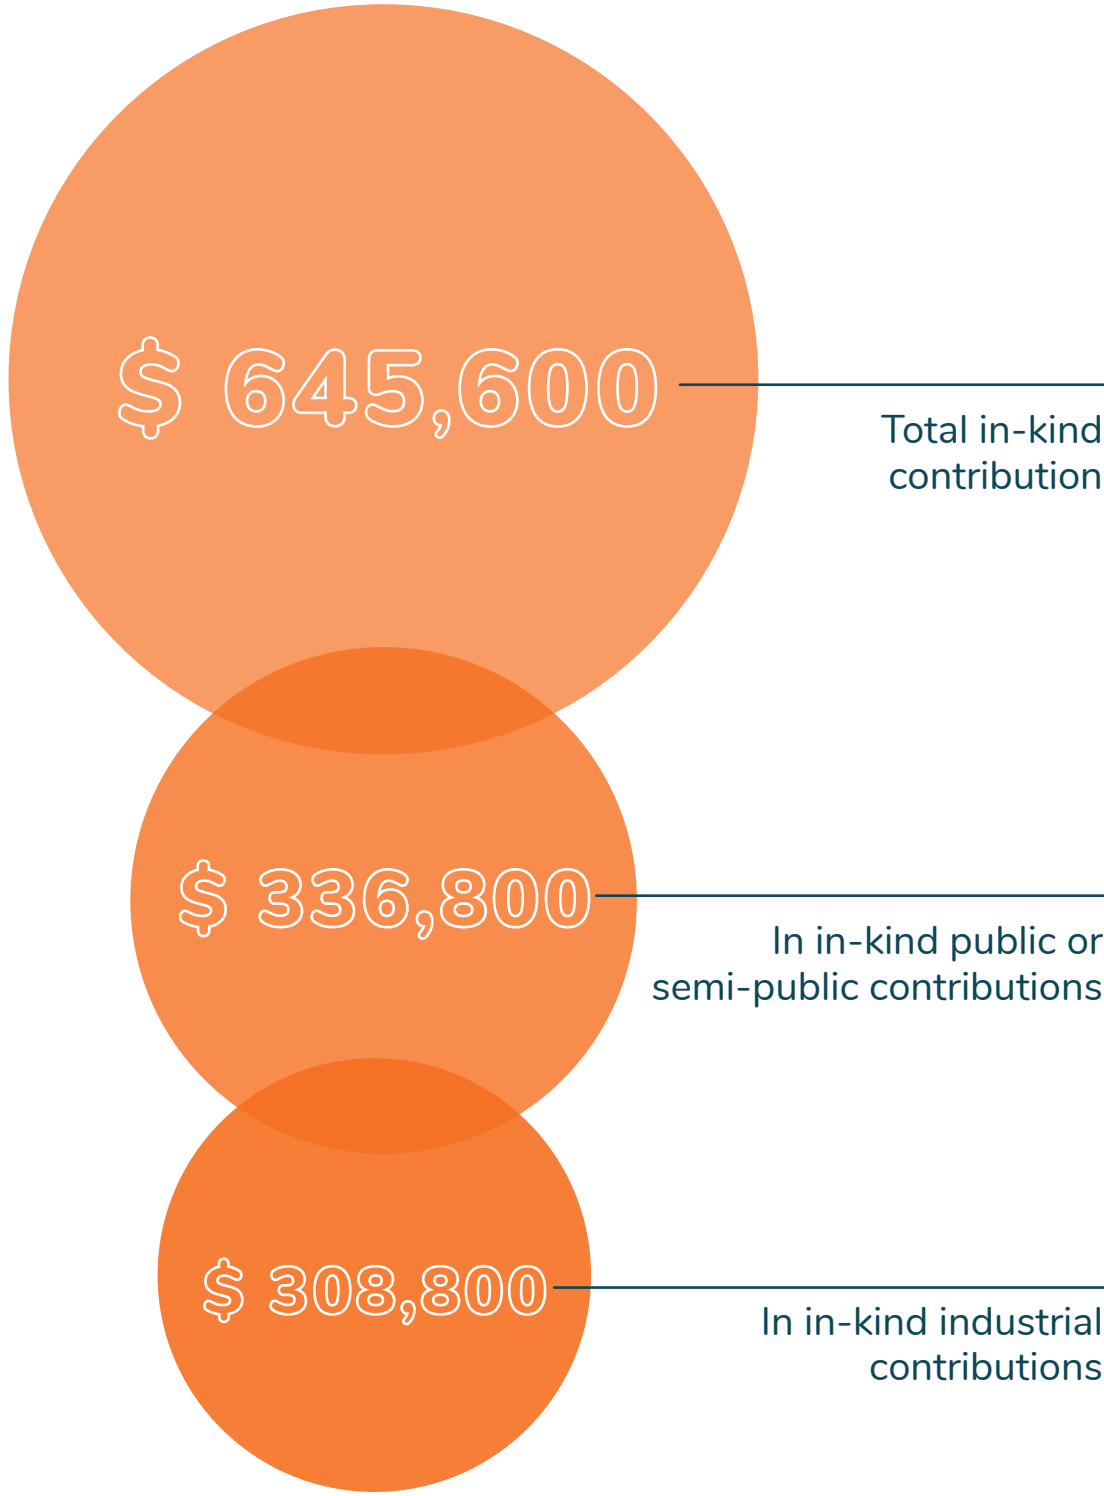 $ 645,600
Total in-kind
contribution
$ 336,800
In in-kind public or
semi-public contributions
$ 308,800
In in-kind industrial
contributions